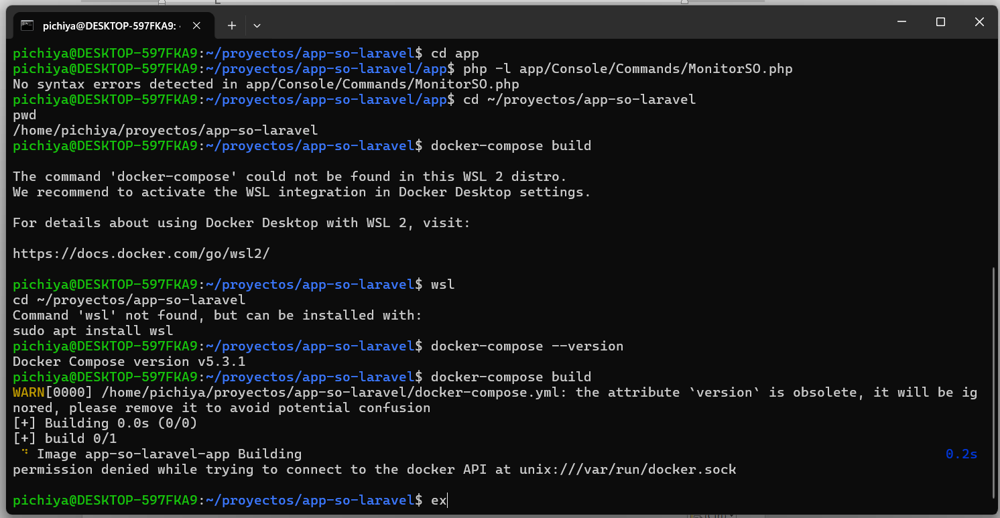 pichiya@DESKTOP-597FKA9: ·
pichiya@DESKTOP-597FKA9:~/proyectos/app-so-laravel$ cd app
pichiya@DESKTOP-597FKA9:~/proyectos/app-so-laravel/app$ php -l app/Console/Commands/MonitorSO.php
No syntax errors detected in app/Console/Commands/MonitorSO.php
pichiya@DESKTOP-597FKA9:~/proyectos/app-so-laravel/app$ cd ~/proyectos/app-so-laravel
pwd
/home/pichiya/proyectos/app-so-laravel
pichiya@DESKTOP-597FKA9:~/proyectos/app-so-laravel$ docker-compose build

The command 'docker-compose' could not be found in this WSL 2 distro.
We recommend to activate the WSL integration in Docker Desktop settings.

For details about using Docker Desktop with WSL 2, visit:

https://docs.docker.com/go/wsl2/

pichiya@DESKTOP-597FKA9:~/proyectos/app-so-laravel$ wsl
cd ~/proyectos/app-so-laravel
Command 'wsl' not found, but can be installed with:
sudo apt install wsl
pichiya@DESKTOP-597FKA9:~/proyectos/app-so-laravel$ docker-compose --version
Docker Compose version v5.3.1
pichiya@DESKTOP-597FKA9:~/proyectos/app-so-laravel$ docker-compose build
WARN[0000] /home/pichiya/proyectos/app-so-laravel/docker-compose.yml: the attribute `version` is obsolete, it will be ig
nored, please remove it to avoid potential confusion
[+] Building 0.0s (0/0)
[+] build 0/1
⠙ Image app-so-laravel-app Building 0.2s
permission denied while trying to connect to the docker API at unix:///var/run/docker.sock

pichiya@DESKTOP-597FKA9:~/proyectos/app-so-laravel$ ex